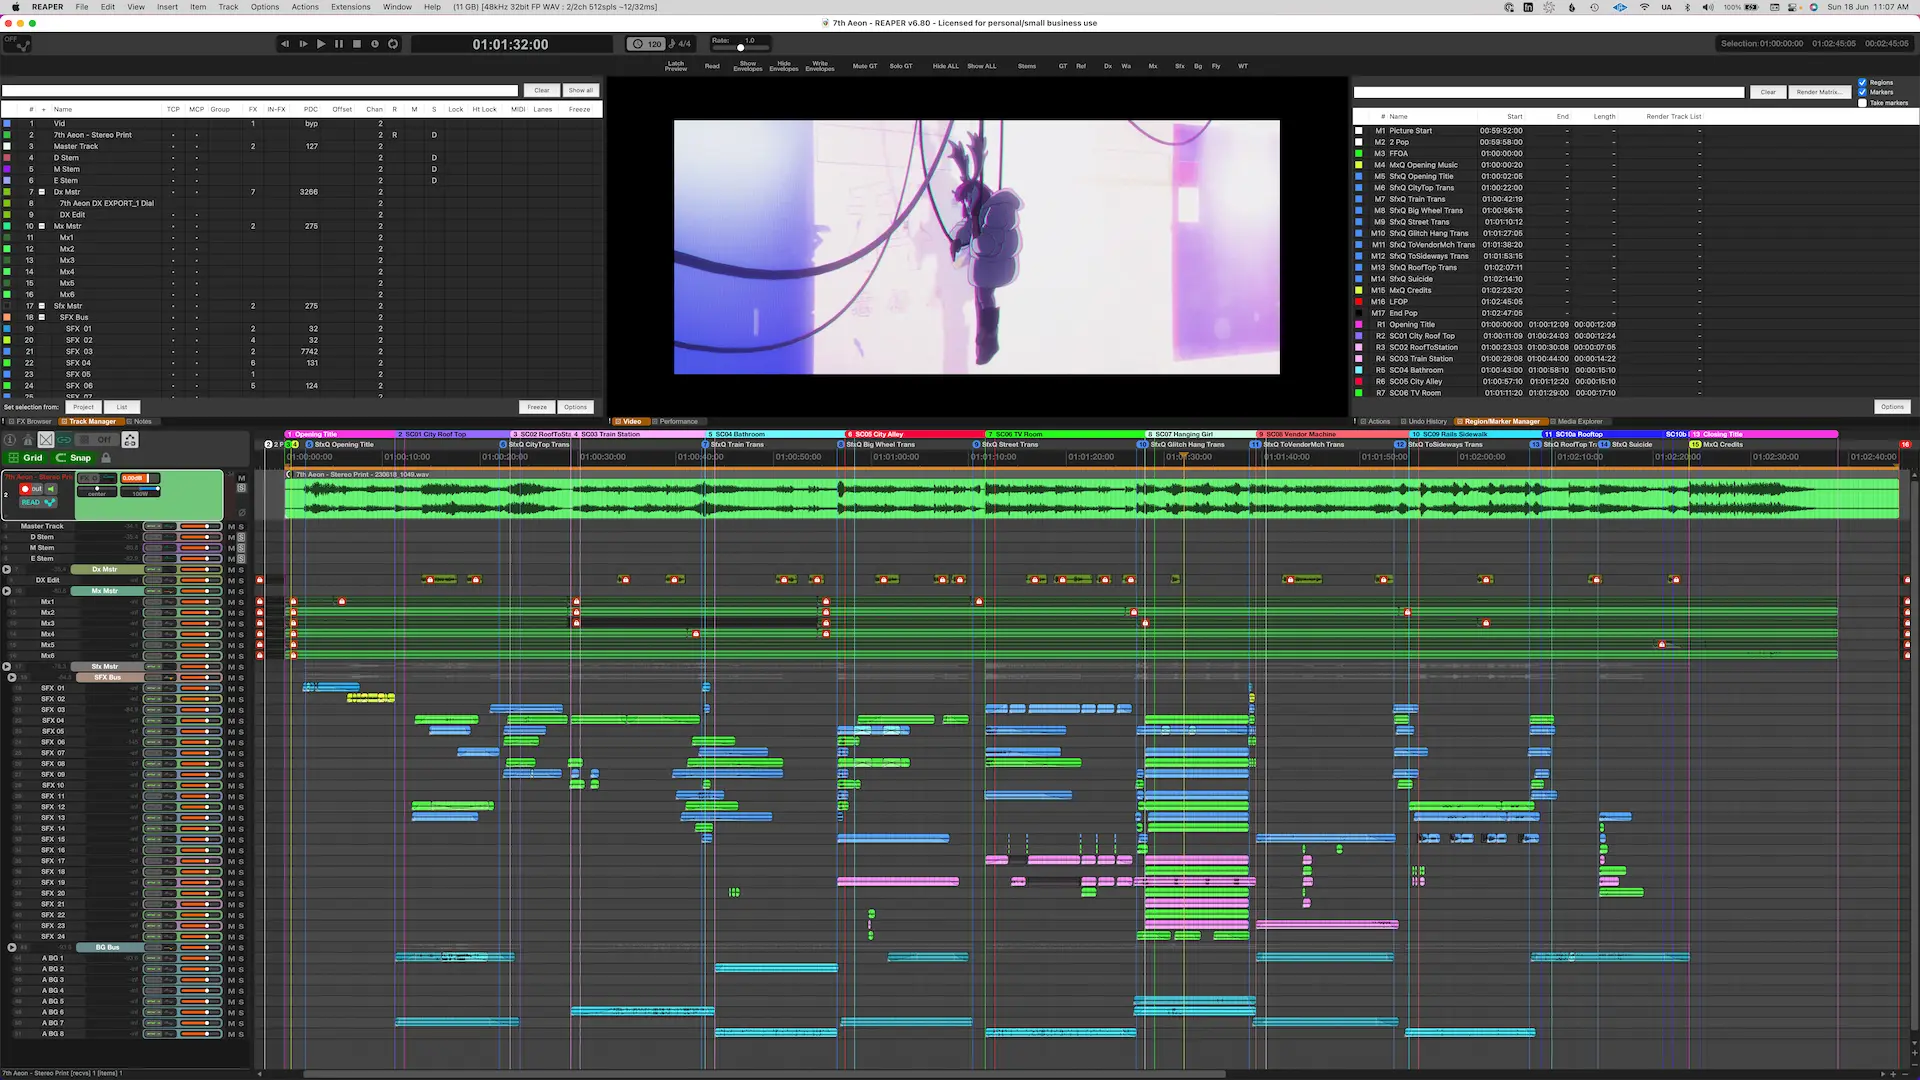 REAPER File Edit View Insert Item Track Options Actions Extensions Window Help (11 GB) [48kHz 32bit FP WAV : 2/2ch 512spls ~12/32ms] UA 100% Sun 18 Jun 11:07 AM
7th Aeon - REAPER v6.80 - Licensed for personal/small business use
OFF
01:01:32:00
120
4/4
Rate: 1.0
Selection: 01:00:00:00 01:02:45:05 00:02:45:05
Latch Preview Read Show Envelopes Hide Envelopes Write Envelopes Mute GT Solo GT Hide ALL Show ALL Stems GT Ref Dx Wa Mx Sfx Bg Fly WT
Clear Show all
# + Name TCP MCP Group FX IN-FX PDC Offset Chan R M S Lock Ht Lock MIDI Lanes Freeze
1 Vid 1 byp 2
2 7th Aeon - Stereo Print 2 R D
3 Master Track 2 127 2
4 D Stem 2 D
5 M Stem 2 D
6 E Stem 2 D
7 Dx Mstr 7 3266 2
8 7th Aeon DX EXPORT_1 Dial 2
9 DX Edit 2
10 Mx Mstr 2 275 2
11 Mx1 2
12 Mx2 2
13 Mx3 2
14 Mx4 2
15 Mx5 2
16 Mx6 2
17 Sfx Mstr 2 275 2
18 SFX Bus 2
19 SFX 01 2 32 2
20 SFX 02 4 32 2
21 SFX 03 2 7742 2
22 SFX 04 6 131 2
23 SFX 05 1 2
24 SFX 06 5 124 2
Set selection from: Project List Freeze Options
FX Browser Track Manager Notes
Video Performance
Clear Render Matrix...
Regions
Markers
Take markers
# Name Start End Length Render Track List
M1 Picture Start 00:59:52:00
M2 2 Pop 00:59:58:00
M3 FFOA 01:00:00:00
M4 MxQ Opening Music 01:00:00:20
M5 SfxQ Opening Title 01:00:02:05
M6 SfxQ CityTop Trans 01:00:22:00
M7 SfxQ Train Trans 01:00:42:19
M8 SfxQ Big Wheel Trans 01:00:56:16
M9 SfxQ Street Trans 01:01:10:12
M10 SfxQ Glitch Hang Trans 01:01:27:05
M11 SfxQ ToVendorMch Trans 01:01:38:20
M12 SfxQ ToSideways Trans 01:01:53:15
M13 SfxQ RoofTop Trans 01:02:07:11
M14 SfxQ Suicide 01:02:14:10
M15 MxQ Credits 01:02:23:20
M16 LFOP 01:02:45:05
M17 End Pop 01:02:47:05
R1 Opening Title 01:00:00:00 01:00:12:09 00:00:12:09
R2 SC01 City Roof Top 01:00:11:09 01:00:24:03 00:00:12:24
R3 SC02 RoofToStation 01:00:23:03 01:00:30:08 00:00:07:05
R4 SC03 Train Station 01:00:29:08 01:00:44:00 00:00:14:22
R5 SC04 Bathroom 01:00:43:00 01:00:58:10 00:00:15:10
R6 SC05 City Alley 01:00:57:10 01:01:12:20 00:00:15:10
R7 SC06 TV Room 01:01:11:20 01:01:29:05 00:00:17:10
Options
Actions Undo History Region/Marker Manager Media Explorer
Off
Grid Snap
1 Opening Title 2 SC01 City Roof Top 3 SC02 RoofToSta 4 SC03 Train Station 5 SC04 Bathroom 6 SC05 City Alley 7 SC06 TV Room 8 SC07 Hanging Girl 9 SC08 Vendor Machine 10 SC09 Rails Sidewalk 11 SC10a Rooftop SC10b 13 Closing Title
SfxQ Opening Title SfxQ CityTop Trans SfxQ Train Trans SfxQ Big Wheel Trans SfxQ Street Trans SfxQ Glitch Hang Trans SfxQ ToVendorMch Trans SfxQ ToSideways Trans SfxQ RoofTop Tr SfxQ Suicide MxQ Credits
01:00:00:00 01:00:10:00 01:00:20:00 01:00:30:00 01:00:40:00 01:00:50:00 01:01:00:00 01:01:10:00 01:01:20:00 01:01:30:00 01:01:40:00 01:01:50:00 01:02:00:00 01:02:10:00 01:02:20:00 01:02:30:00 01:02:40:00
7th Aeon - Stereo Print - 230618_1049.wav
7th Aeon - Stereo Pri
2 out 0.00dB
READ center 100W
M
S
Master Track M S
D Stem M S
M Stem M S
E Stem M S
Dx Mstr M S
DX Edit M S
Mx Mstr M S
Mx1 M S
Mx2 M S
Mx3 M S
Mx4 M S
Mx5 M S
Mx6 M S
Sfx Mstr M S
SFX Bus M S
SFX 01 M S
SFX 02 M S
SFX 03 M S
SFX 04 M S
SFX 05 M S
SFX 06 M S
SFX 07 M S
SFX 08 M S
SFX 09 M S
SFX 10 M S
SFX 11 M S
SFX 12 M S
SFX 13 M S
SFX 14 M S
SFX 15 M S
SFX 16 M S
SFX 17 M S
SFX 18 M S
SFX 19 M S
SFX 20 M S
SFX 21 M S
SFX 22 M S
SFX 23 M S
SFX 24 M S
BG Bus M S
A BG 1 M S
A BG 2 M S
A BG 3 M S
A BG 4 M S
A BG 5 M S
A BG 6 M S
A BG 7 M S
A BG 8 M S
7th Aeon - Stereo Print [recvs] 1 [items] 1